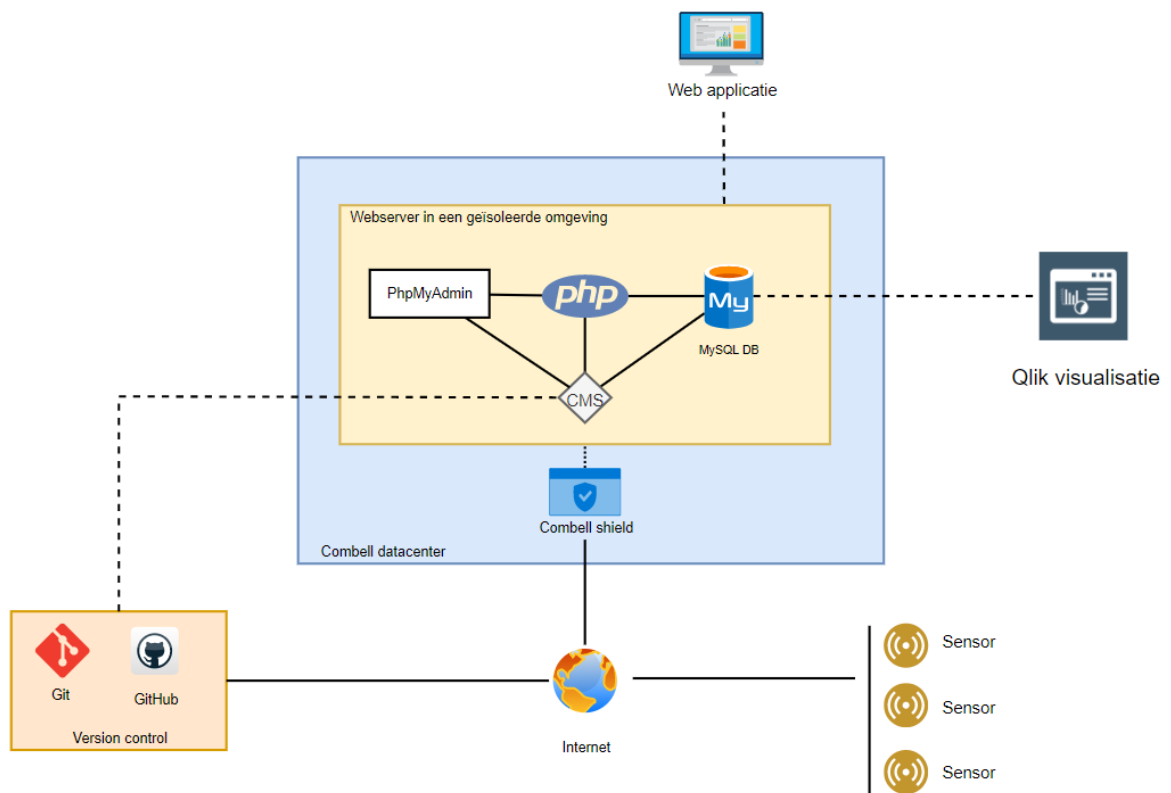 Web applicatie
Webserver in een geïsoleerde omgeving
PhpMyAdmin
php
My
MySQL DB
Qlik visualisatie
CMS
Combell shield
Combell datacenter
Git
GitHub
Version control
Internet
Sensor
Sensor
Sensor